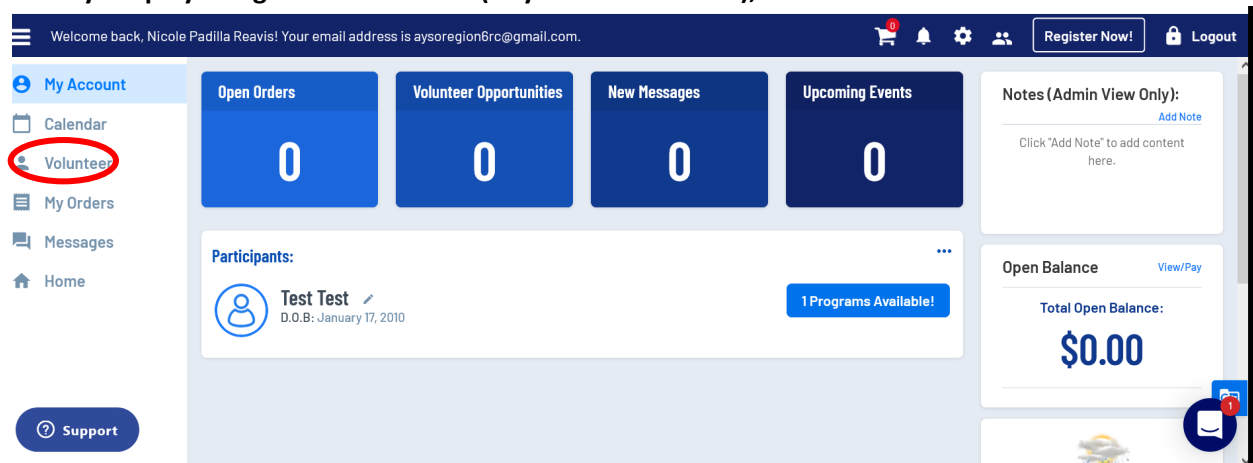 Welcome back, Nicole Padilla Reavis! Your email address is aysoregion6rc@gmail.com.
0
Register Now!
Logout
My Account
Calendar
Volunteer
My Orders
Messages
Home
Support
Open Orders
0
Volunteer Opportunities
0
New Messages
0
Upcoming Events
0
Participants:
Test Test
D.O.B: January 17, 2010
1 Programs Available!
Notes (Admin View Only):
Add Note
Click "Add Note" to add content
here.
Open Balance
View/Pay
Total Open Balance:
$0.00
1